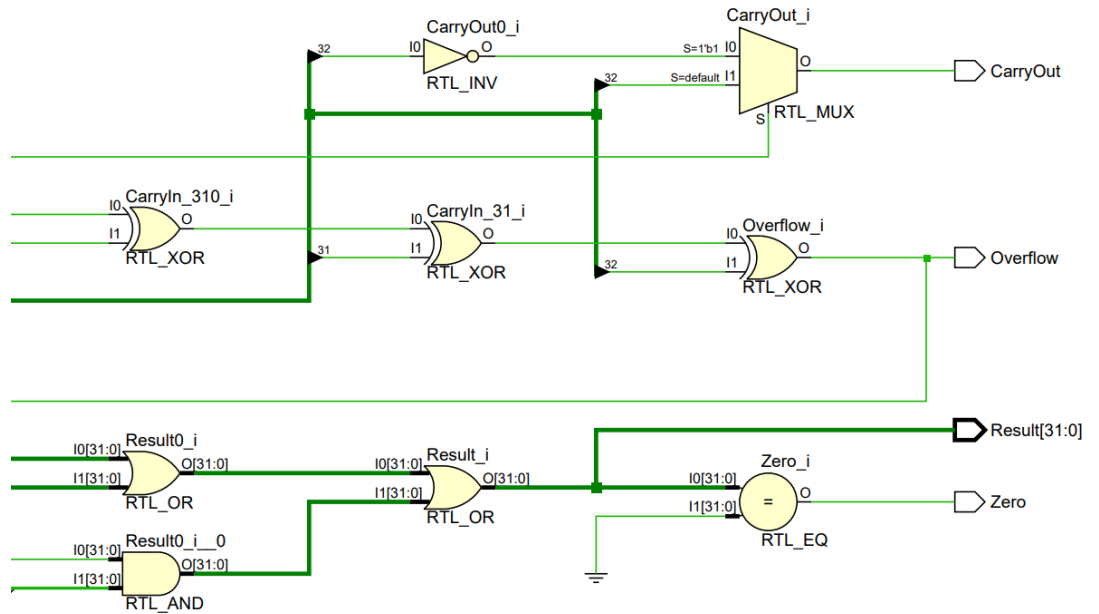 CarryOut_i
CarryOut0_i
32
I0
O
S=1'b1
I0
O
CarryOut
RTL_INV
32
S=default
I1
S
RTL_MUX
CarryIn_310_i
I0
O
I1
RTL_XOR
CarryIn_31_i
I0
O
31
I1
RTL_XOR
Overflow_i
I0
O
32
I1
RTL_XOR
Overflow
Result0_i
I0[31:0]
O[31:0]
I1[31:0]
RTL_OR
Result_i
I0[31:0]
O[31:0]
I1[31:0]
RTL_OR
Result[31:0]
Zero_i
I0[31:0]
=
O
I1[31:0]
RTL_EQ
Zero
Result0_i__0
I0[31:0]
O[31:0]
I1[31:0]
RTL_AND